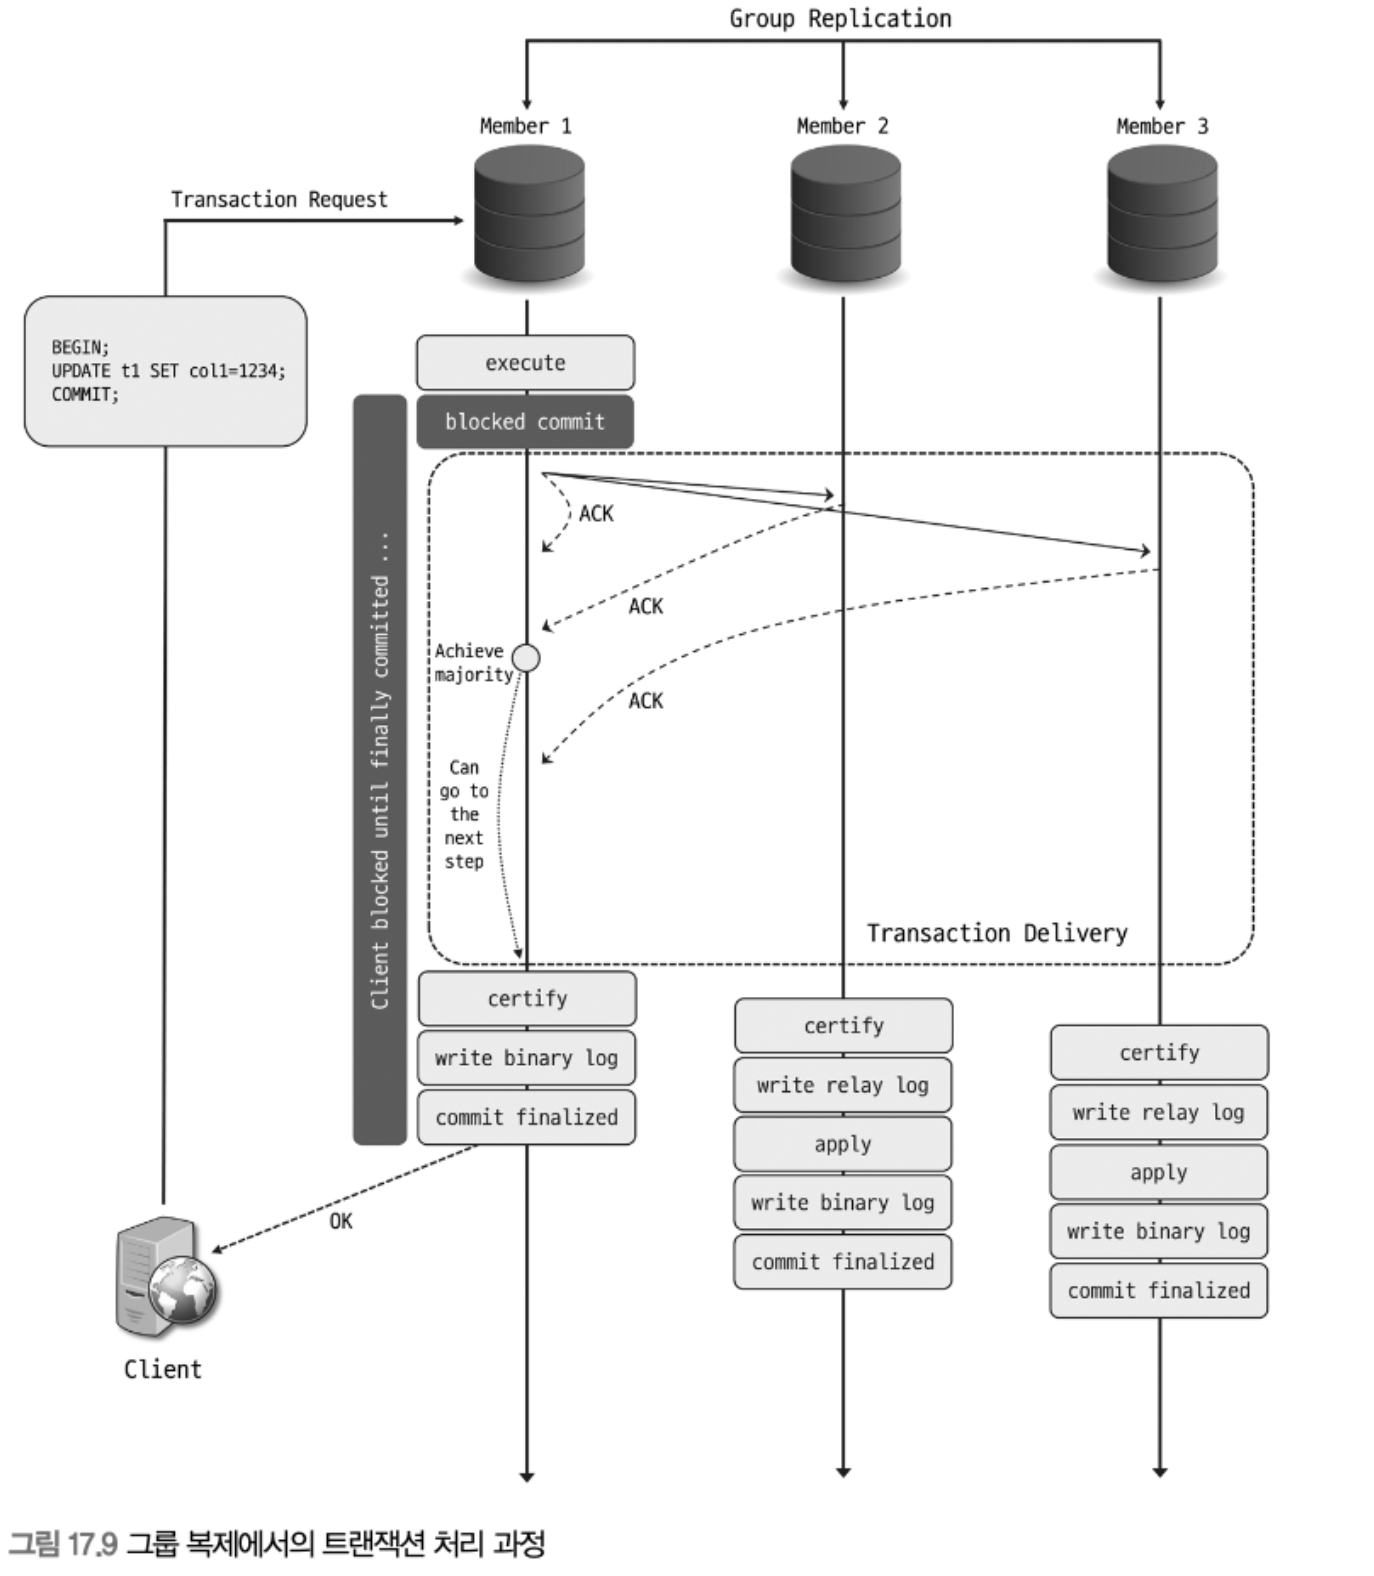 Group Replication
Member 1
Member 2
Member 3
Transaction Request
BEGIN;
UPDATE t1 SET col1=1234;
COMMIT;
execute
blocked commit
Client blocked until finally committed ...
ACK
ACK
Achieve
majority
ACK
Can
go to
the
next
step
Transaction Delivery
certify
write binary log
commit finalized
certify
write relay log
apply
write binary log
commit finalized
certify
write relay log
apply
write binary log
commit finalized
OK
Client
그림 17.9 그룹 복제에서의 트랜잭션 처리 과정